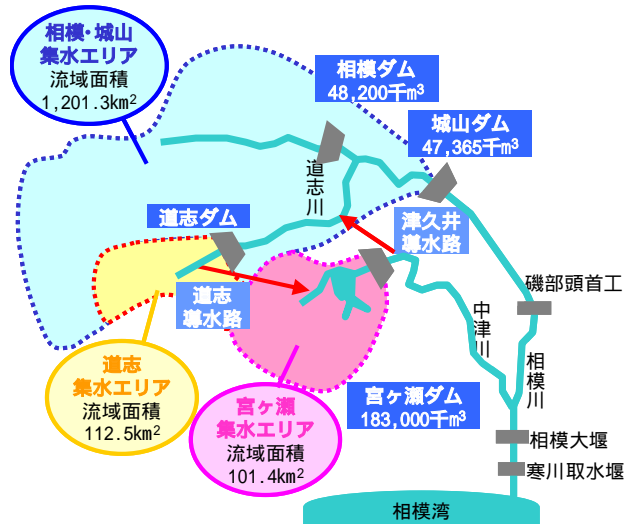 相模・城山
集水エリア
流域面積
1,201.3km²
相模ダム
48,200千m³
城山ダム
47,365千m³
道志川
道志ダム
津久井
導水路
道志
導水路
磯部頭首工
中津川
相模川
道志
集水エリア
流域面積
112.5km²
宮ヶ瀬
集水エリア
流域面積
101.4km²
宮ヶ瀬ダム
183,000千m³
相模大堰
寒川取水堰
相模湾